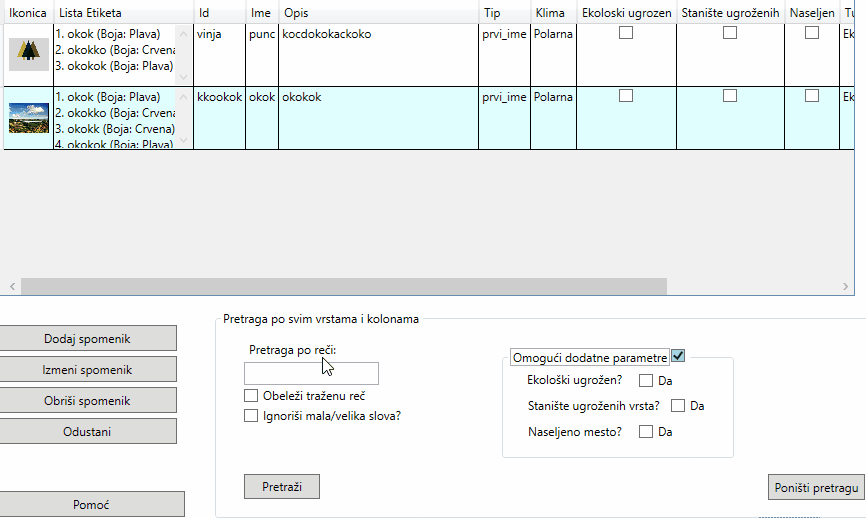 Ikonica Lista Etiketa Id Ime Opis Tip Klima Ekoloski ugrozen Stanište ugroženih Naseljen Tu
1. okok (Boja: Plava) vinja punc kocdokokackoko prvi_ime Polarna Ek
2. okokko (Boja: Crvena
3. okokok (Boja: Plava)
1. okok (Boja: Plava) kkookok okok okokok prvi_ime Polarna Ek
2. okokko (Boja: Crvena
3. okokk (Boja: Crvena)
4. okokok (Boja: Plava)
Dodaj spomenik
Izmeni spomenik
Obriši spomenik
Odustani
Pomoć
Pretraga po svim vrstama i kolonama
Pretraga po reči:
Obeleži traženu reč
Ignoriši mala/velika slova?
Pretraži
Omogući dodatne parametre
Ekološki ugrožen? Da
Stanište ugroženih vrsta? Da
Naseljeno mesto? Da
Poništi pretragu